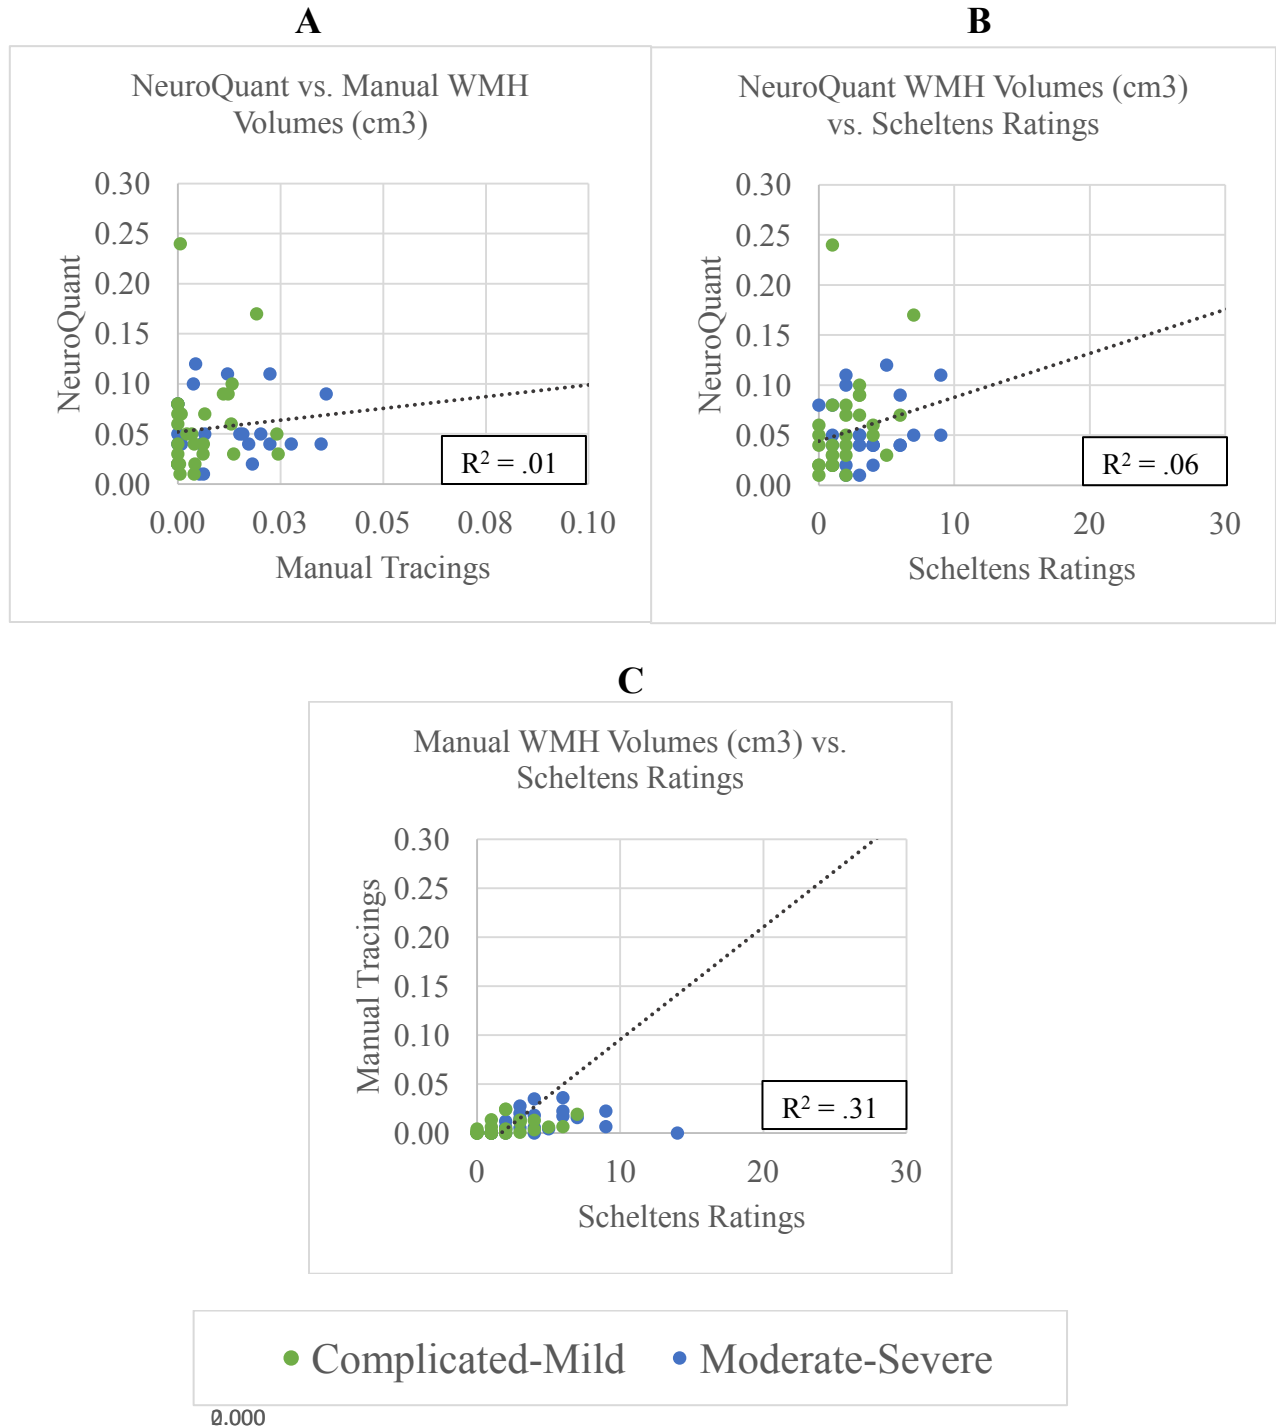 A
NeuroQuant vs. Manual WMH
Volumes (cm3)
0.30
0.25
0.20
0.15
0.10
0.05
0.00
NeuroQuant
R² = .01
0.00 0.03 0.05 0.08 0.10
Manual Tracings
B
NeuroQuant WMH Volumes (cm3)
vs. Scheltens Ratings
0.30
0.25
0.20
0.15
0.10
0.05
0.00
NeuroQuant
R² = .06
0 10 20 30
Scheltens Ratings
C
Manual WMH Volumes (cm3) vs.
Scheltens Ratings
0.30
0.25
0.20
0.15
0.10
0.05
0.00
Manual Tracings
R² = .31
0 10 20 30
Scheltens Ratings
Complicated-Mild Moderate-Severe